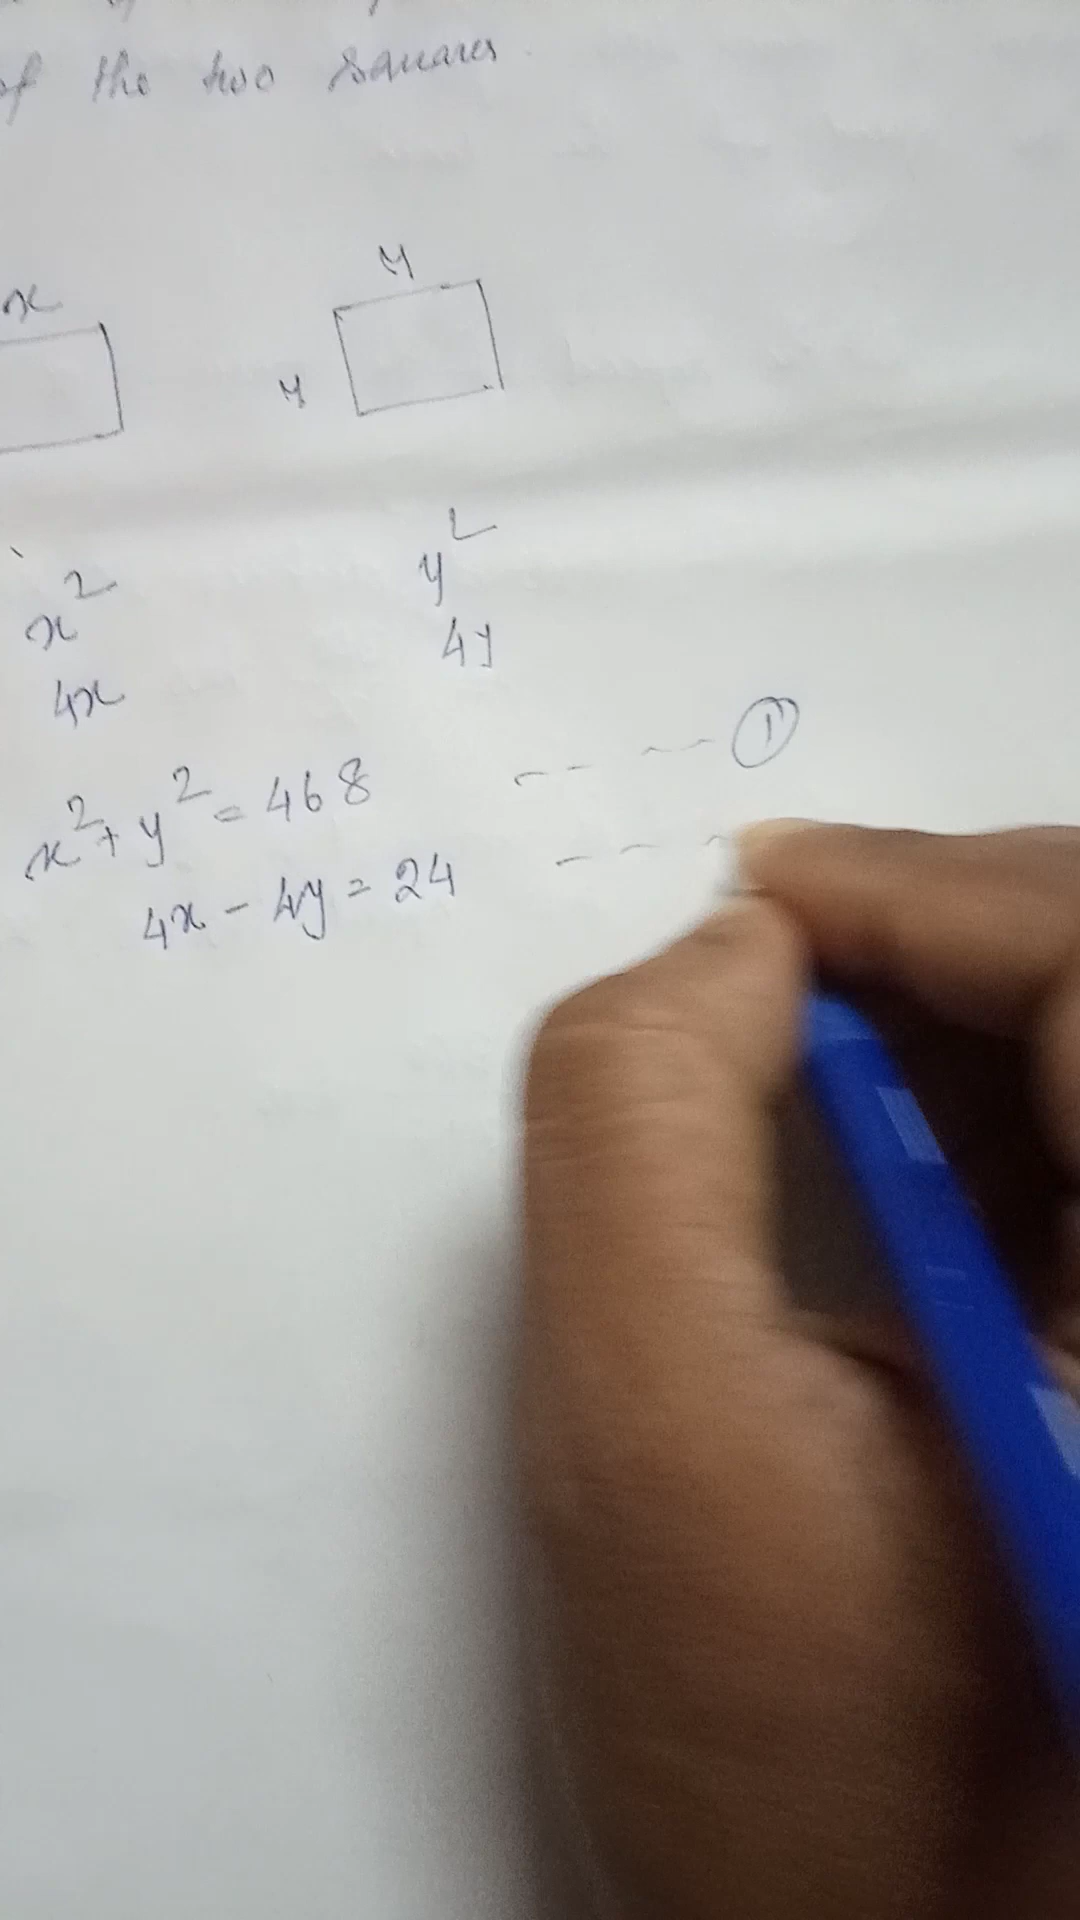 of the two squares
x
y
y
x² y²
4x 4y
x² + y² = 468 - - - - ①
4x - 4y = 24 - - -